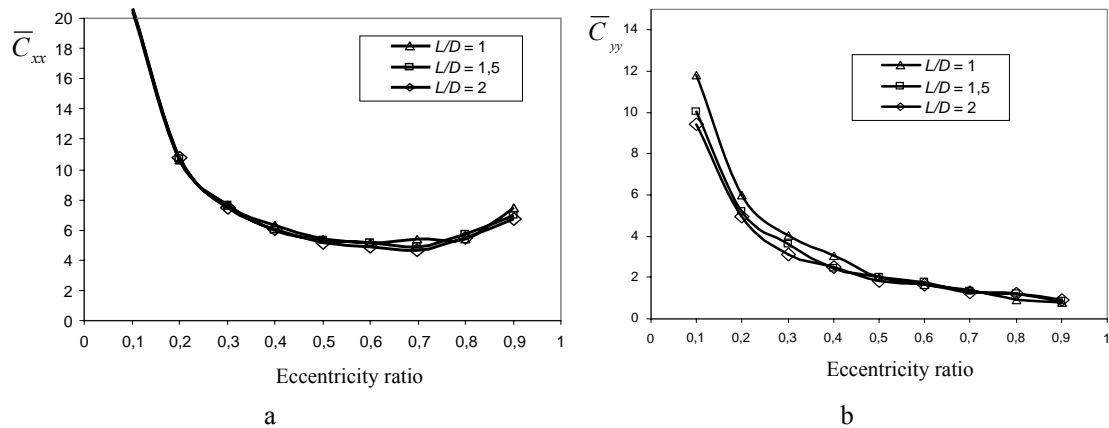 C̅xx
20
18
16
14
12
10
8
6
4
2
0
L/D = 1
L/D = 1,5
L/D = 2
0 0,1 0,2 0,3 0,4 0,5 0,6 0,7 0,8 0,9 1
Eccentricity ratio
a
C̅yy
15
12
10
8
6
4
2
0
L/D = 1
L/D = 1,5
L/D = 2
0 0,1 0,2 0,3 0,4 0,5 0,6 0,7 0,8 0,9 1
Eccentricity ratio
b